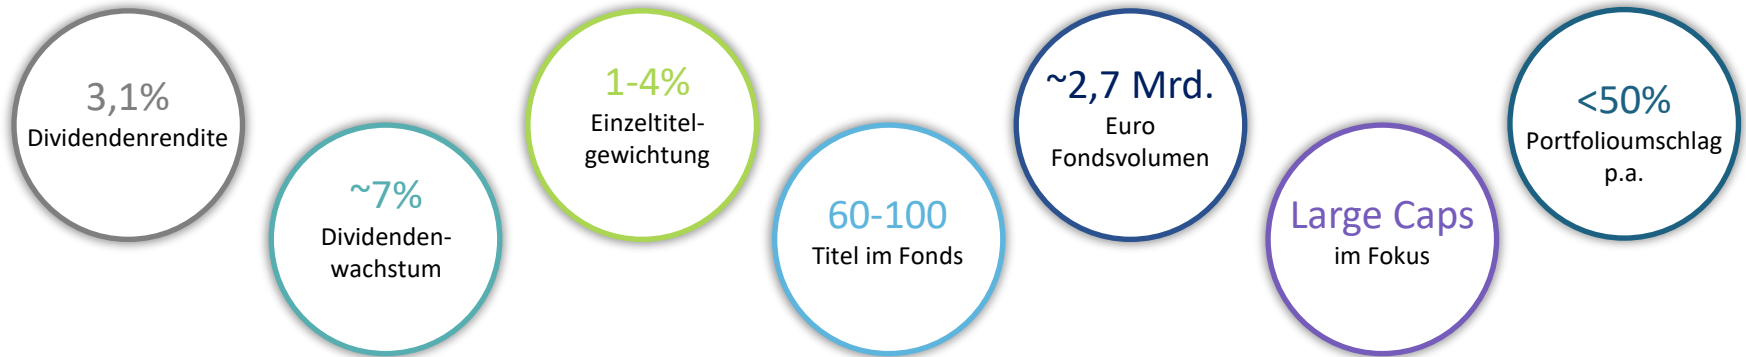 3,1%
Dividendenrendite
~7%
Dividenden-
wachstum
1-4%
Einzeltitel-
gewichtung
60-100
Titel im Fonds
~2,7 Mrd.
Euro
Fondsvolumen
Large Caps
im Fokus
<50%
Portfolioumschlag
p.a.